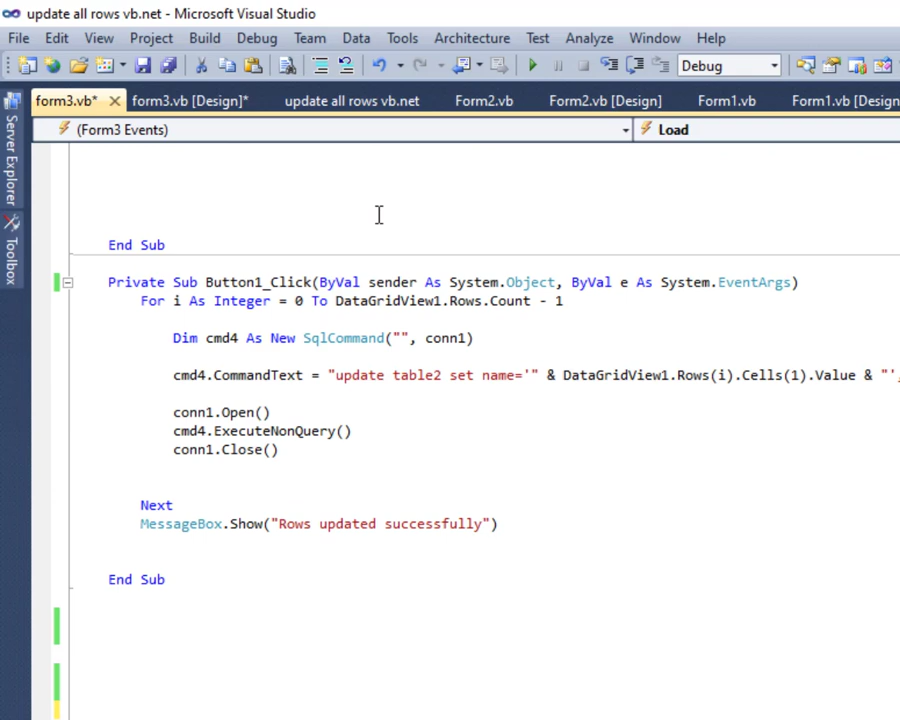 update all rows vb.net - Microsoft Visual Studio
File Edit View Project Build Debug Team Data Tools Architecture Test Analyze Window Help
Debug
form3.vb* form3.vb [Design]* update all rows vb.net Form2.vb Form2.vb [Design] Form1.vb Form1.vb [Design
(Form3 Events) Load
Server Explorer
Toolbox
End Sub
Private Sub Button1_Click(ByVal sender As System.Object, ByVal e As System.EventArgs)
For i As Integer = 0 To DataGridView1.Rows.Count - 1
Dim cmd4 As New SqlCommand("", conn1)
cmd4.CommandText = "update table2 set name='" & DataGridView1.Rows(i).Cells(1).Value & "',
conn1.Open()
cmd4.ExecuteNonQuery()
conn1.Close()
Next
MessageBox.Show("Rows updated successfully")
End Sub